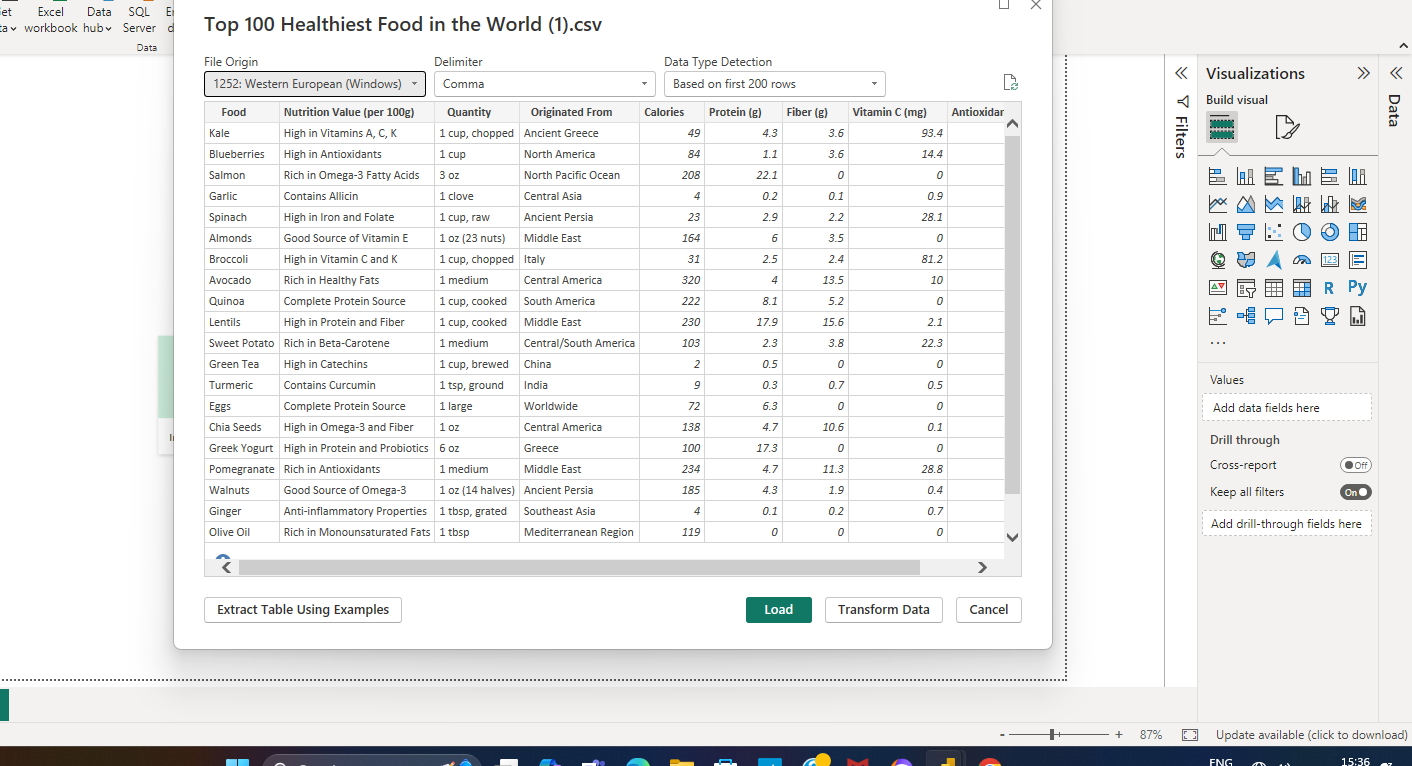 Excel Data SQL
workbook hub Server
Data
Top 100 Healthiest Food in the World (1).csv
File Origin Delimiter Data Type Detection
1252: Western European (Windows) Comma Based on first 200 rows
Food Nutrition Value (per 100g) Quantity Originated From Calories Protein (g) Fiber (g) Vitamin C (mg) Antioxidan
Kale High in Vitamins A, C, K 1 cup, chopped Ancient Greece 49 4.3 3.6 93.4
Blueberries High in Antioxidants 1 cup North America 84 1.1 3.6 14.4
Salmon Rich in Omega-3 Fatty Acids 3 oz North Pacific Ocean 208 22.1 0 0
Garlic Contains Allicin 1 clove Central Asia 4 0.2 0.1 0.9
Spinach High in Iron and Folate 1 cup, raw Ancient Persia 23 2.9 2.2 28.1
Almonds Good Source of Vitamin E 1 oz (23 nuts) Middle East 164 6 3.5 0
Broccoli High in Vitamin C and K 1 cup, chopped Italy 31 2.5 2.4 81.2
Avocado Rich in Healthy Fats 1 medium Central America 320 4 13.5 10
Quinoa Complete Protein Source 1 cup, cooked South America 222 8.1 5.2 0
Lentils High in Protein and Fiber 1 cup, cooked Middle East 230 17.9 15.6 2.1
Sweet Potato Rich in Beta-Carotene 1 medium Central/South America 103 2.3 3.8 22.3
Green Tea High in Catechins 1 cup, brewed China 2 0.5 0 0
Turmeric Contains Curcumin 1 tsp, ground India 9 0.3 0.7 0.5
Eggs Complete Protein Source 1 large Worldwide 72 6.3 0 0
Chia Seeds High in Omega-3 and Fiber 1 oz Central America 138 4.7 10.6 0.1
Greek Yogurt High in Protein and Probiotics 6 oz Greece 100 17.3 0 0
Pomegranate Rich in Antioxidants 1 medium Middle East 234 4.7 11.3 28.8
Walnuts Good Source of Omega-3 1 oz (14 halves) Ancient Persia 185 4.3 1.9 0.4
Ginger Anti-inflammatory Properties 1 tbsp, grated Southeast Asia 4 0.1 0.2 0.7
Olive Oil Rich in Monounsaturated Fats 1 tbsp Mediterranean Region 119 0 0 0
Extract Table Using Examples Load Transform Data Cancel
Filters
Visualizations
Build visual
123
R Py
...
Values
Add data fields here
Drill through
Cross-report Off
Keep all filters On
Add drill-through fields here
Data
- + 87% Update available (click to download)
ENG 15:36